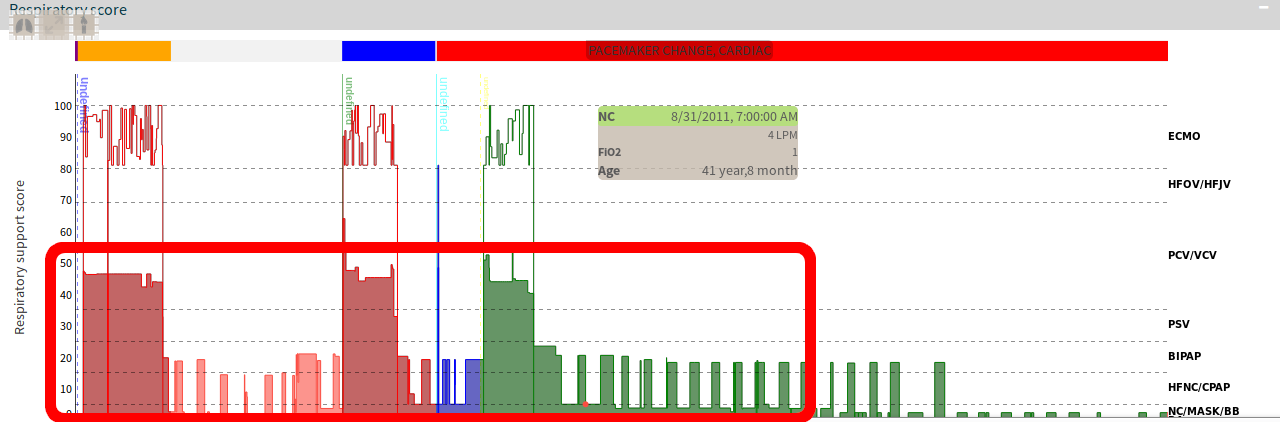 Respiratory score
PACEMAKER CHANGE, CARDIAC
undefined
undefined
undefined
100
90
80
70
60
50
40
30
20
10
0
Respiratory support score
NC 8/31/2011, 7:00:00 AM
4 LPM
FiO2 1
Age 41 year,8 month
ECMO
HFOV/HFJV
PCV/VCV
PSV
BIPAP
HFNC/CPAP
NC/MASK/BB